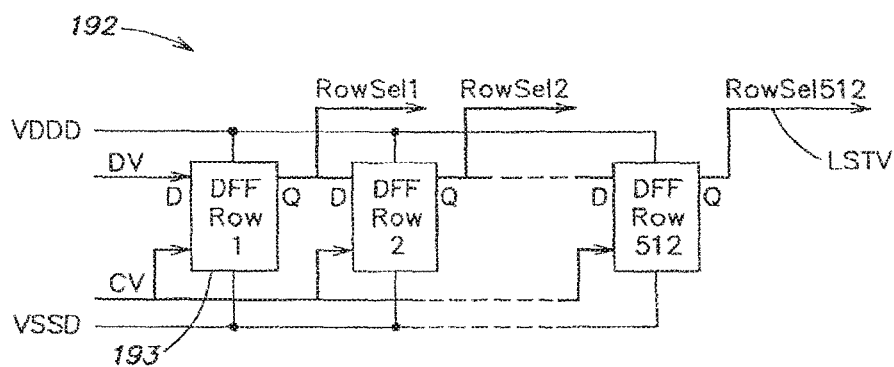 192
RowSel1
RowSel2
RowSel512
VDDD
LSTV
DV
D
DFF
Row
1
Q
D
DFF
Row
2
Q
D
DFF
Row
512
Q
CV
VSSD
193